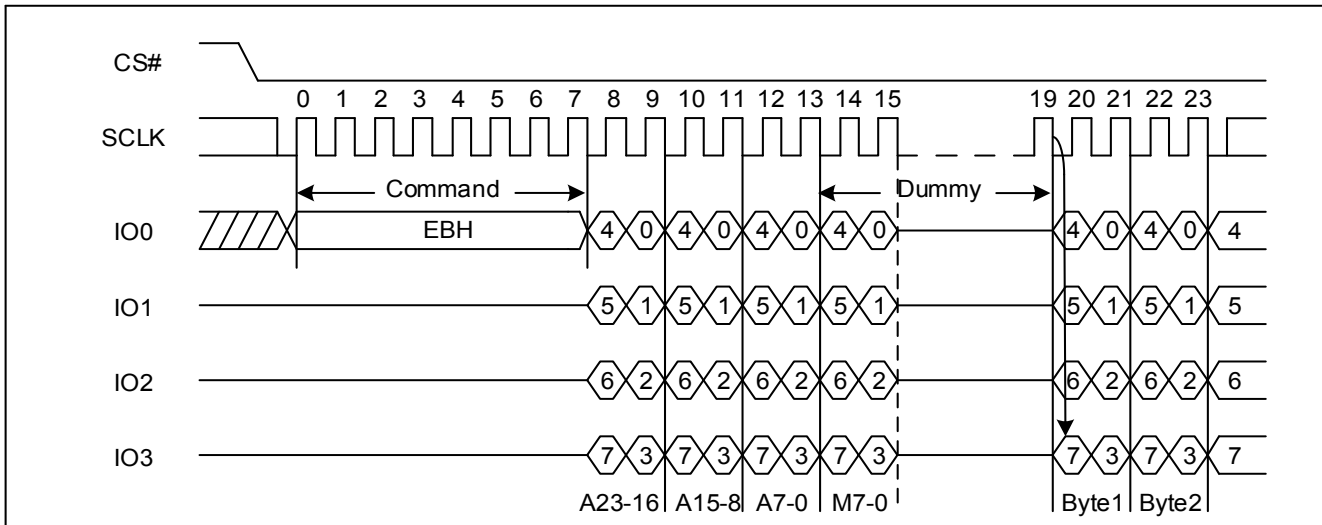 CS#
0 1 2 3 4 5 6 7 8 9 10 11 12 13 14 15 19 20 21 22 23
SCLK
Command Dummy
IO0 EBH 4 0 4 0 4 0 4 0 4 0 4 0 4
IO1 5 1 5 1 5 1 5 1 5 1 5 1 5
IO2 6 2 6 2 6 2 6 2 6 2 6 2 6
IO3 7 3 7 3 7 3 7 3 7 3 7 3 7
A23-16 A15-8 A7-0 M7-0 Byte1 Byte2